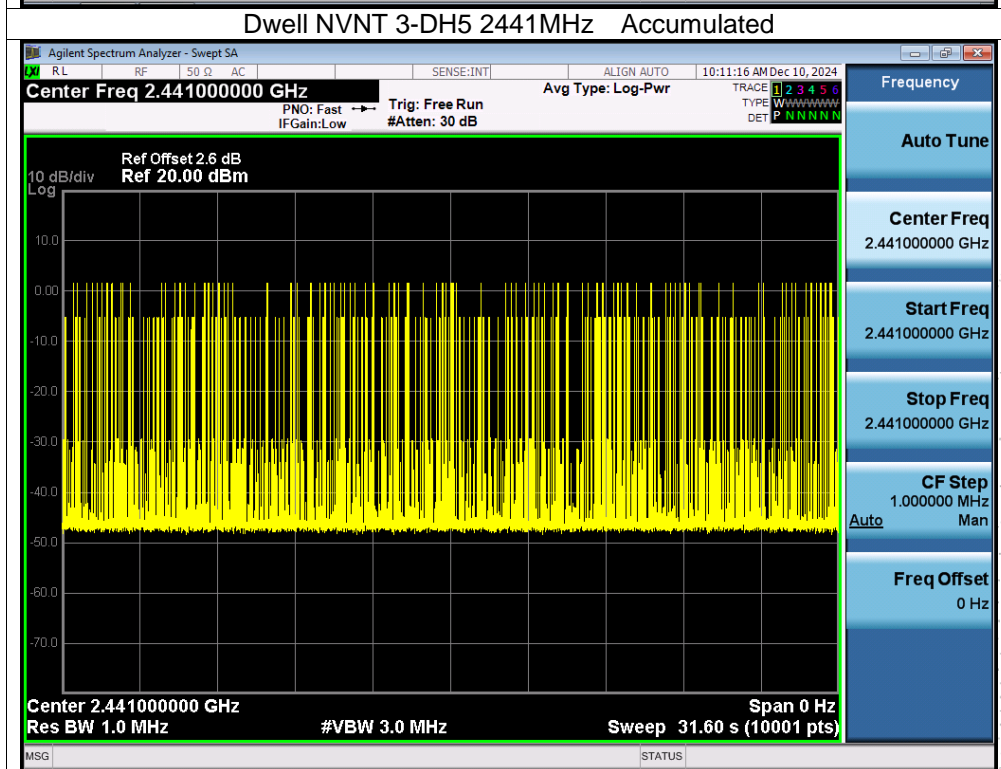 Dwell NVNT 3-DH5 2441MHz Accumulated
Agilent Spectrum Analyzer - Swept SA
LXI RL RF 50 Ω AC SENSE:INT ALIGN AUTO 10:11:16 AM Dec 10, 2024
Center Freq 2.441000000 GHz
PNO: Fast
IFGain:Low
Trig: Free Run
#Atten: 30 dB
Avg Type: Log-Pwr
TRACE 1 2 3 4 5 6
TYPE WWWWWWW
DET P N N N N N
Ref Offset 2.6 dB
10 dB/div Ref 20.00 dBm
Log
10.0
0.00
-10.0
-20.0
-30.0
-40.0
-50.0
-60.0
-70.0
Center 2.441000000 GHz Span 0 Hz
Res BW 1.0 MHz #VBW 3.0 MHz Sweep 31.60 s (10001 pts)
MSG STATUS
Frequency
Auto Tune
Center Freq
2.441000000 GHz
Start Freq
2.441000000 GHz
Stop Freq
2.441000000 GHz
CF Step
1.000000 MHz
Auto Man
Freq Offset
0 Hz